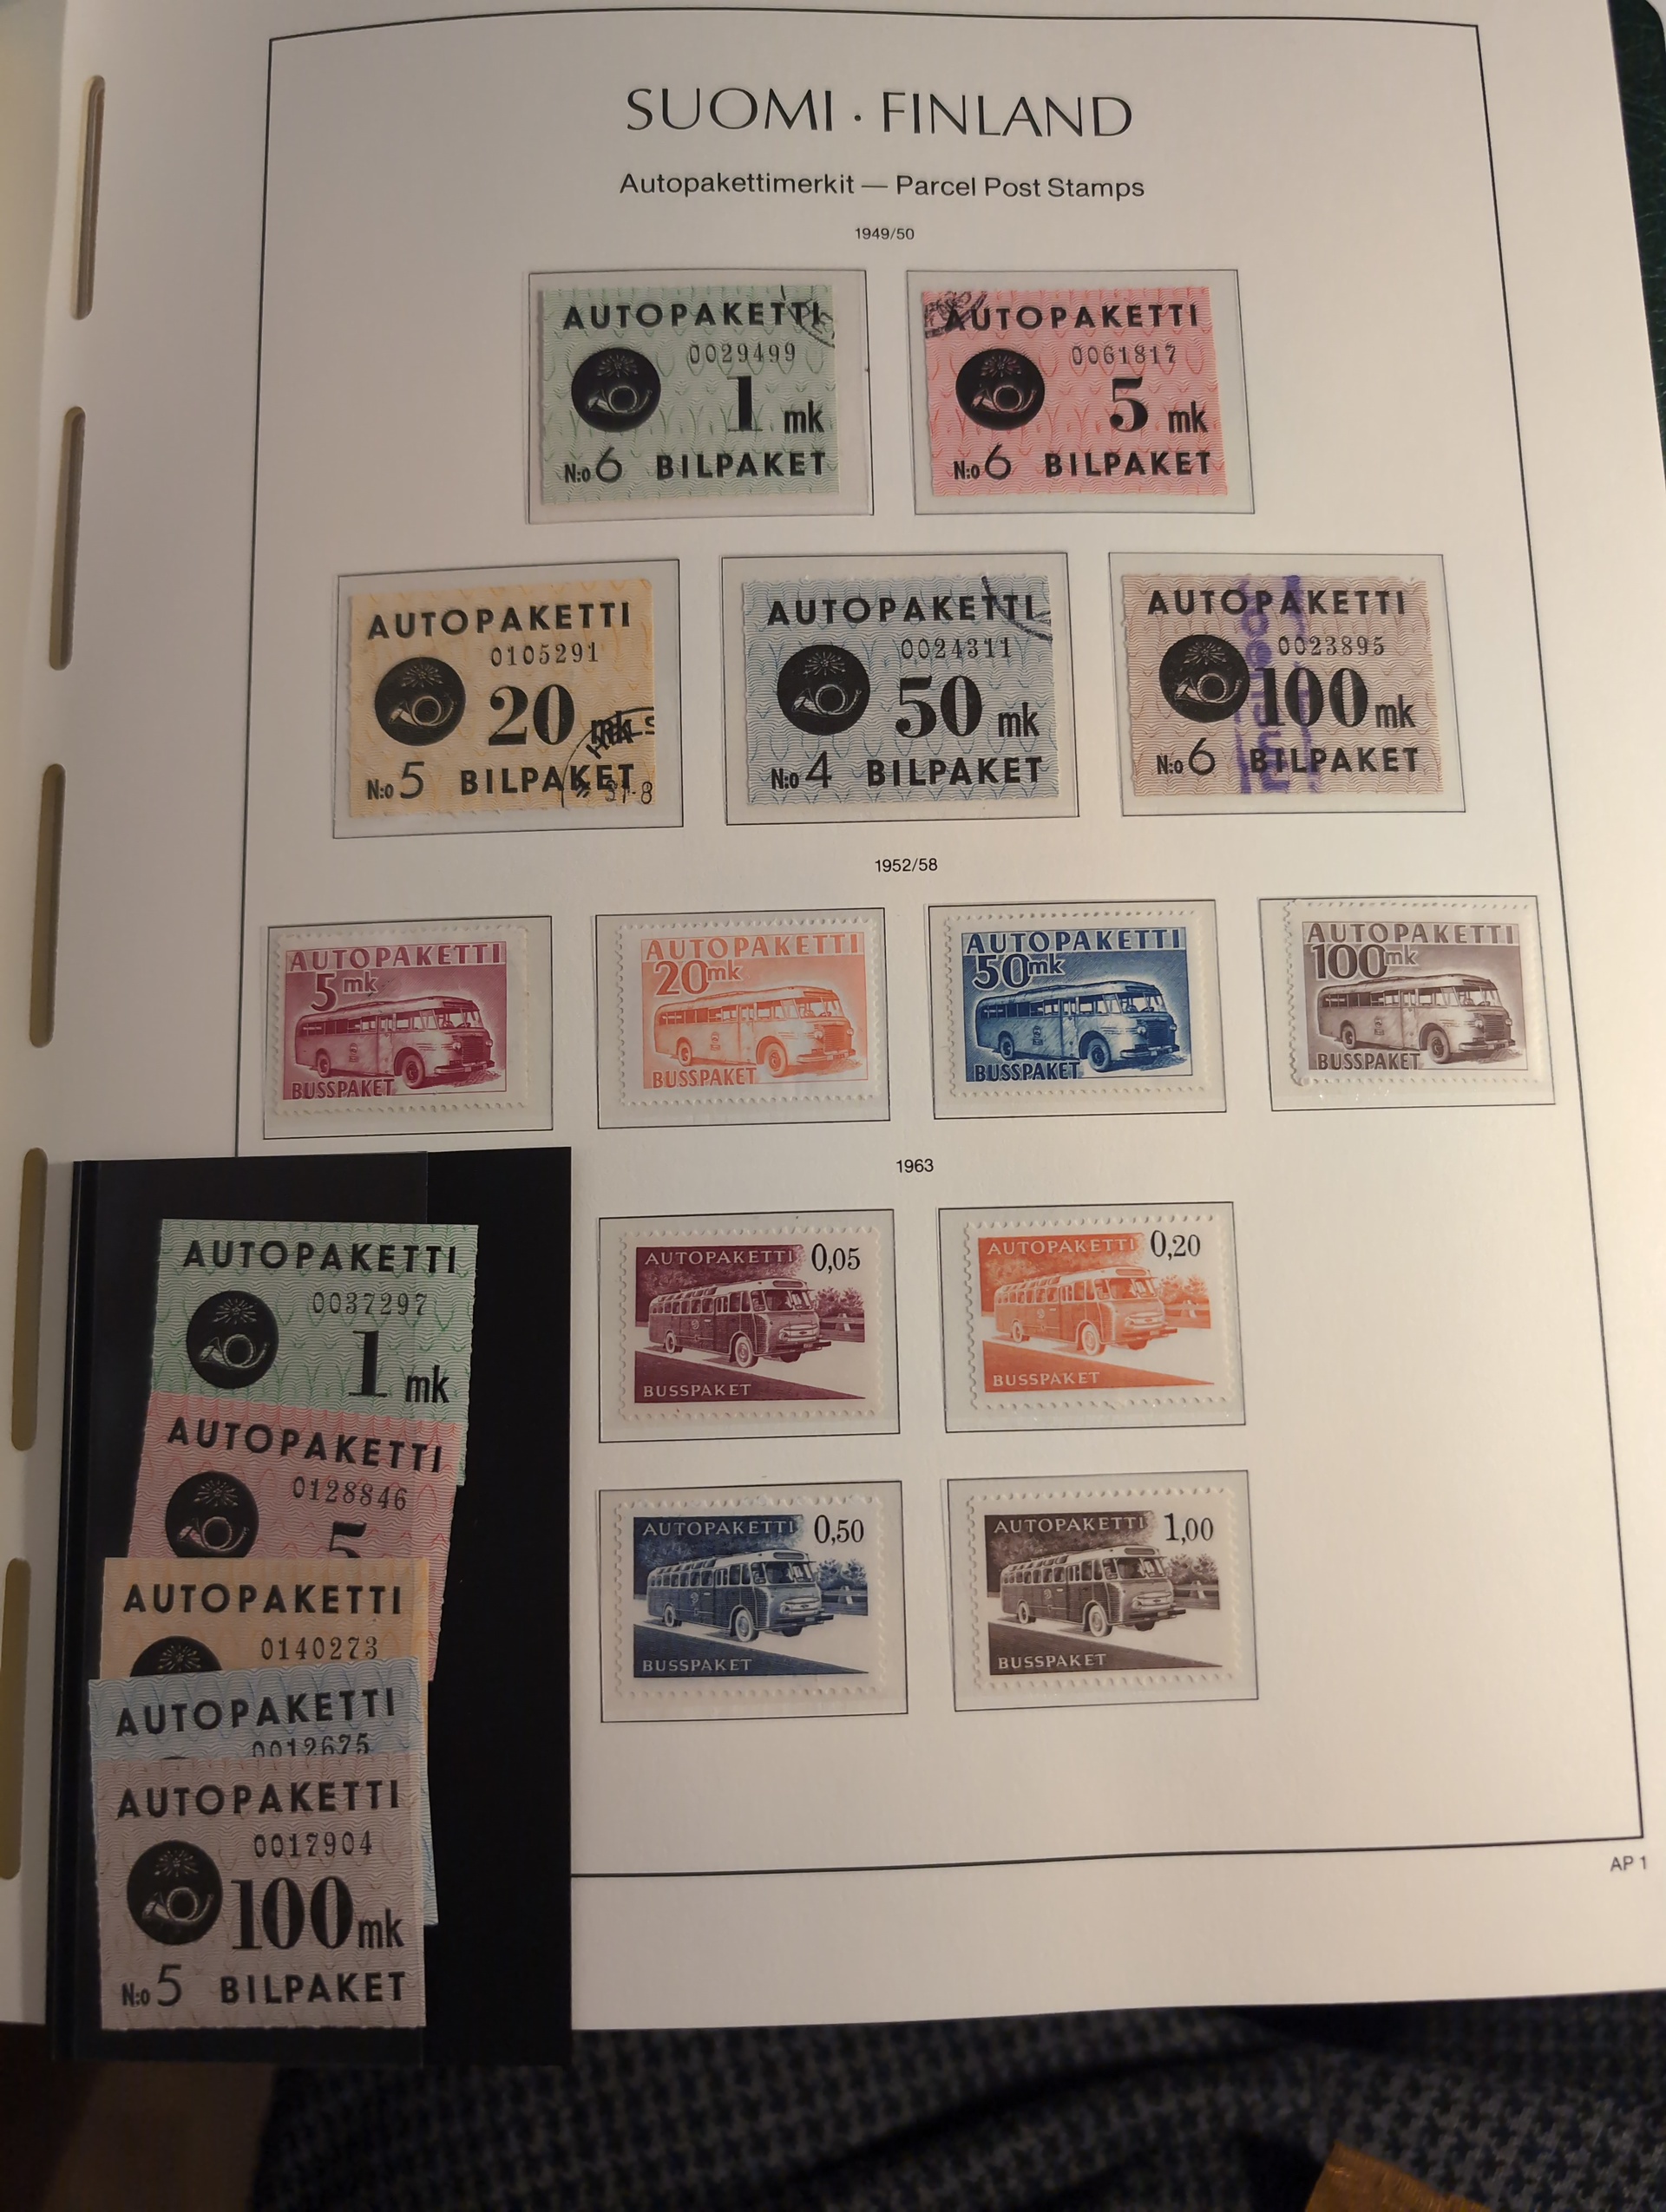 SUOMI · FINLAND
Autopakettimerkit — Parcel Post Stamps
1949/50
AUTOPAKETTI
0029499
1 mk
N:o 6 BILPAKET
AUTOPAKETTI
0061817
5 mk
N:o 6 BILPAKET
AUTOPAKETTI
0105291
20 mk
N:o 5 BILPAKET
AUTOPAKETTI
0024311
50 mk
N:o 4 BILPAKET
AUTOPAKETTI
0023895
100 mk
N:o 6 BILPAKET
1952/58
AUTOPAKETTI
5 mk
BUSSPAKET
AUTOPAKETTI
20 mk
BUSSPAKET
AUTOPAKETTI
50 mk
BUSSPAKET
AUTOPAKETTI
100 mk
BUSSPAKET
1963
AUTOPAKETTI 0,05
BUSSPAKET
AUTOPAKETTI 0,20
BUSSPAKET
AUTOPAKETTI 0,50
BUSSPAKET
AUTOPAKETTI 1,00
BUSSPAKET
AUTOPAKETTI
0037297
1 mk
AUTOPAKETTI
0128846
5
AUTOPAKETTI
0140273
AUTOPAKETTI
0012675
AUTOPAKETTI
0017904
100 mk
N:o 5 BILPAKET
AP 1